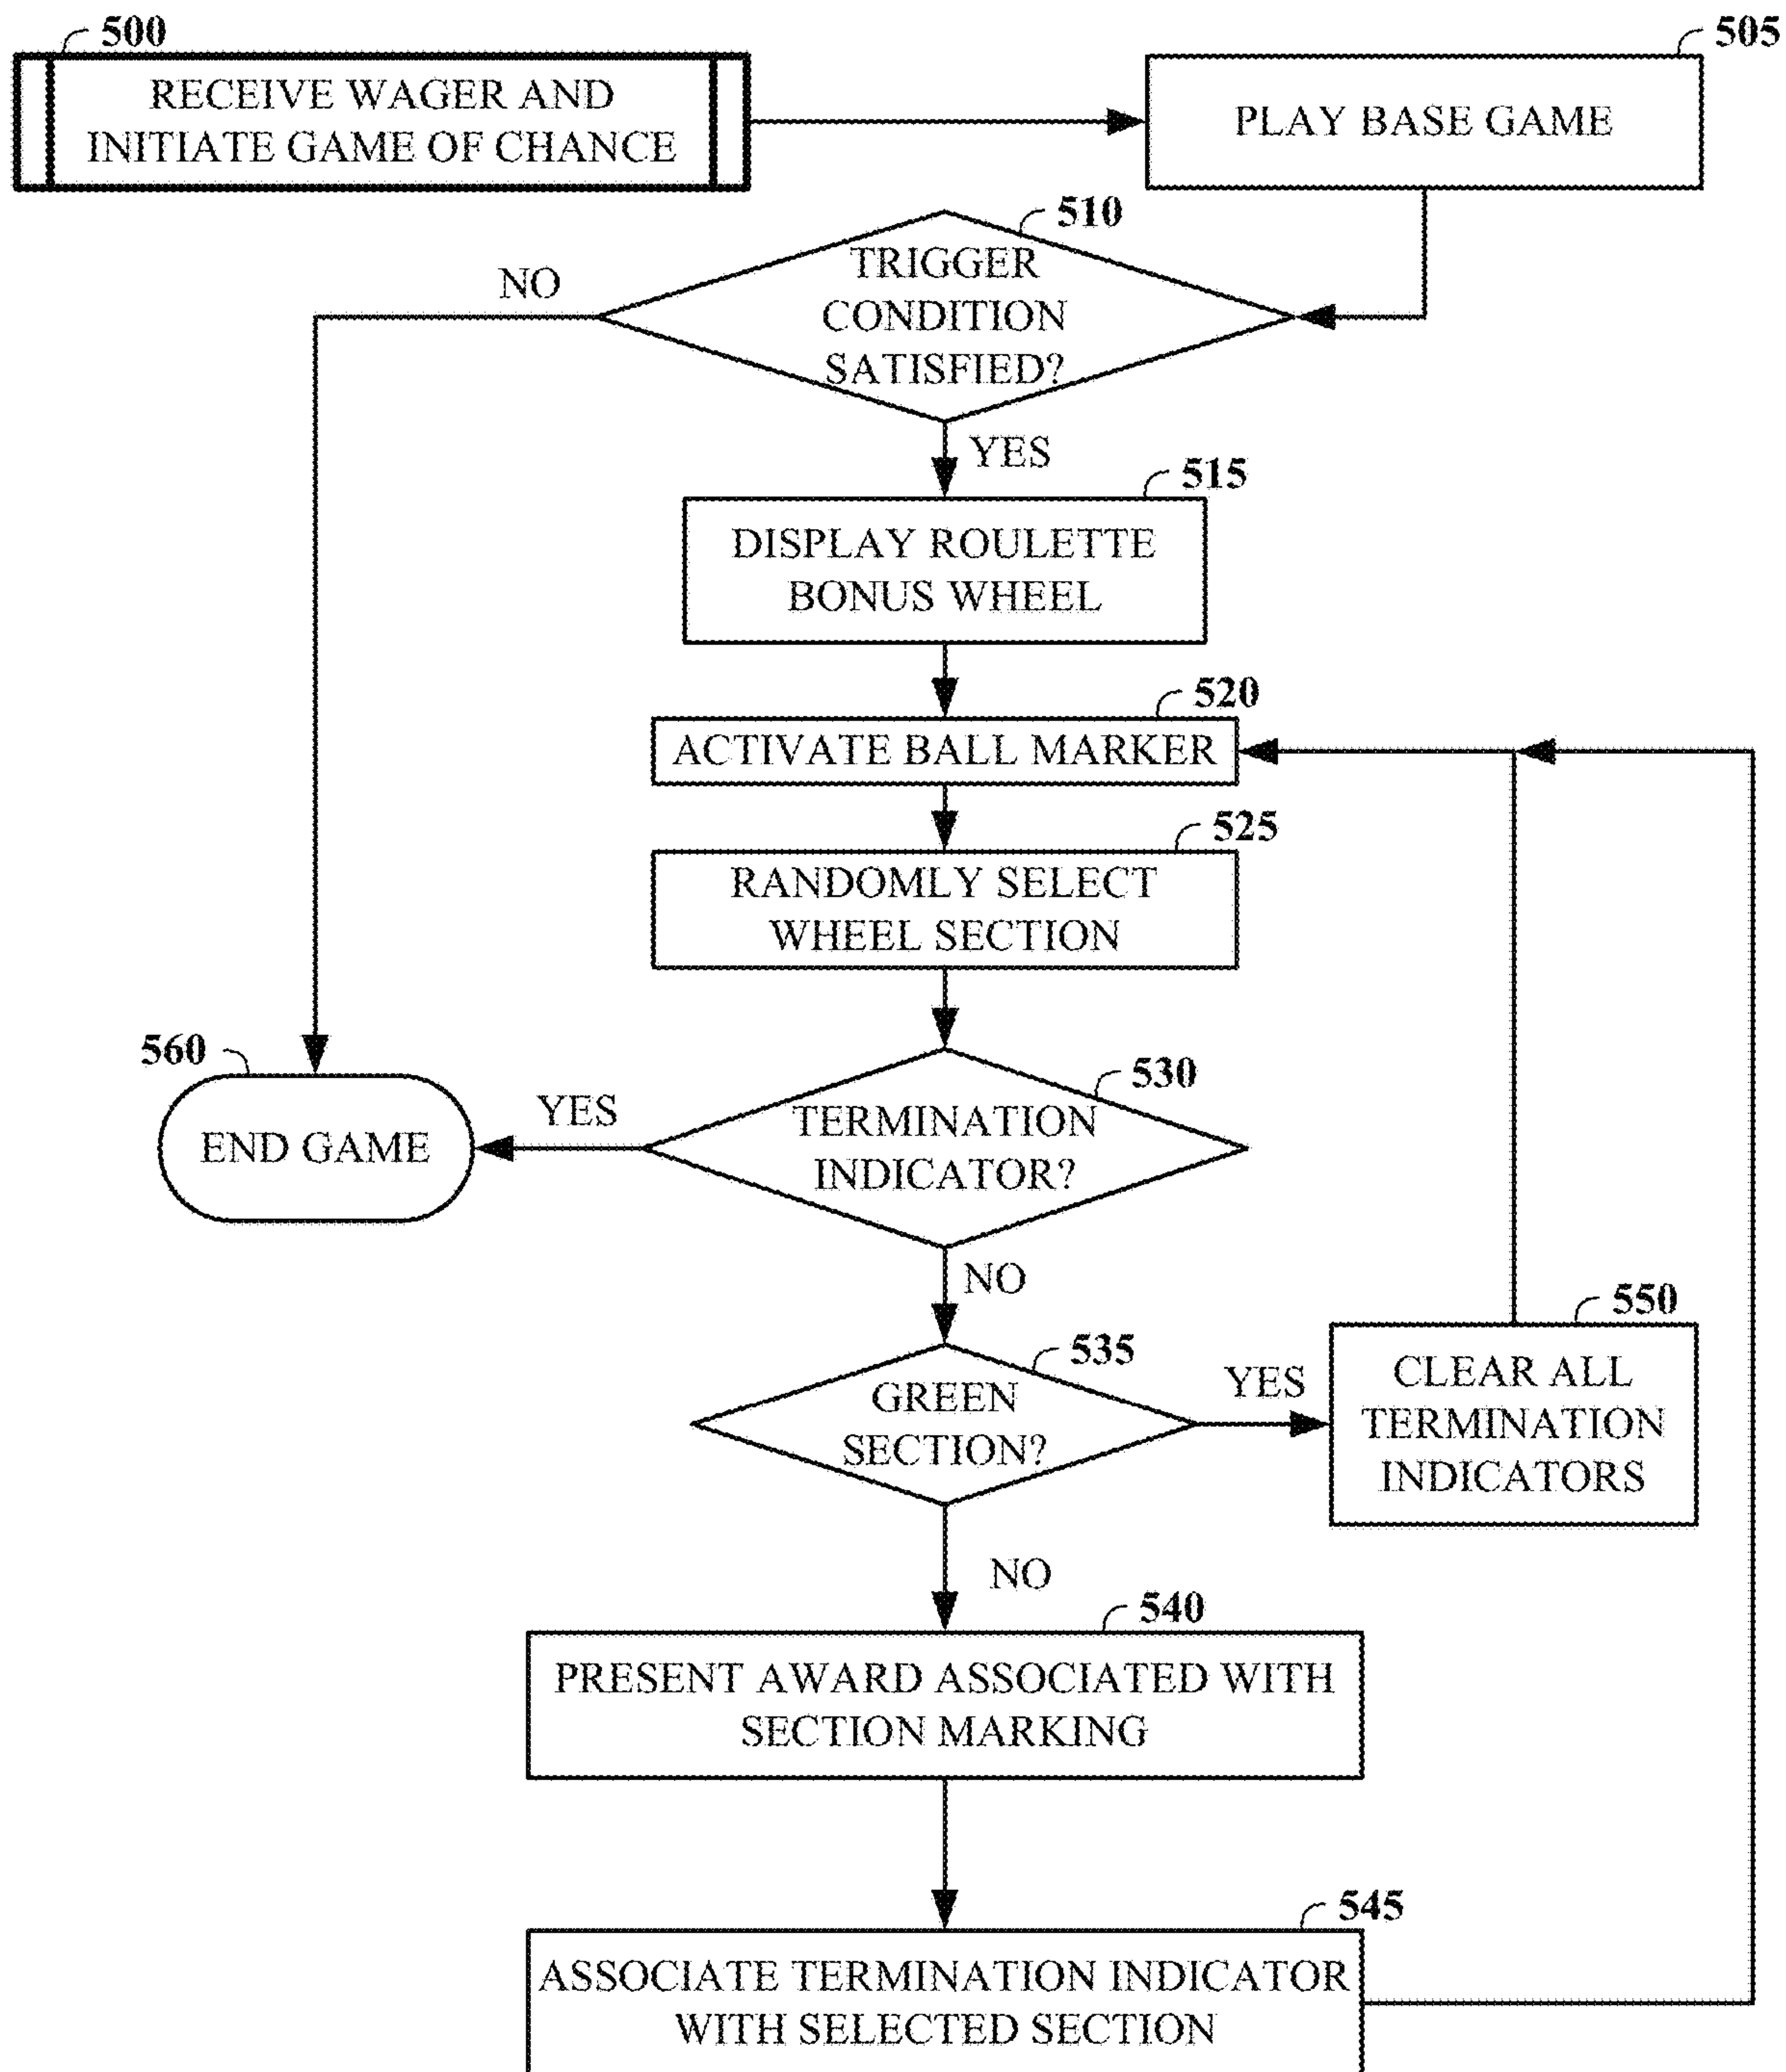 500
RECEIVE WAGER AND
INITIATE GAME OF CHANCE
505
PLAY BASE GAME
510
TRIGGER
CONDITION
SATISFIED?
NO
YES
515
DISPLAY ROULETTE
BONUS WHEEL
520
ACTIVATE BALL MARKER
525
RANDOMLY SELECT
WHEEL SECTION
530
TERMINATION
INDICATOR?
YES
560
END GAME
NO
535
GREEN
SECTION?
YES
550
CLEAR ALL
TERMINATION
INDICATORS
NO
540
PRESENT AWARD ASSOCIATED WITH
SECTION MARKING
545
ASSOCIATE TERMINATION INDICATOR
WITH SELECTED SECTION